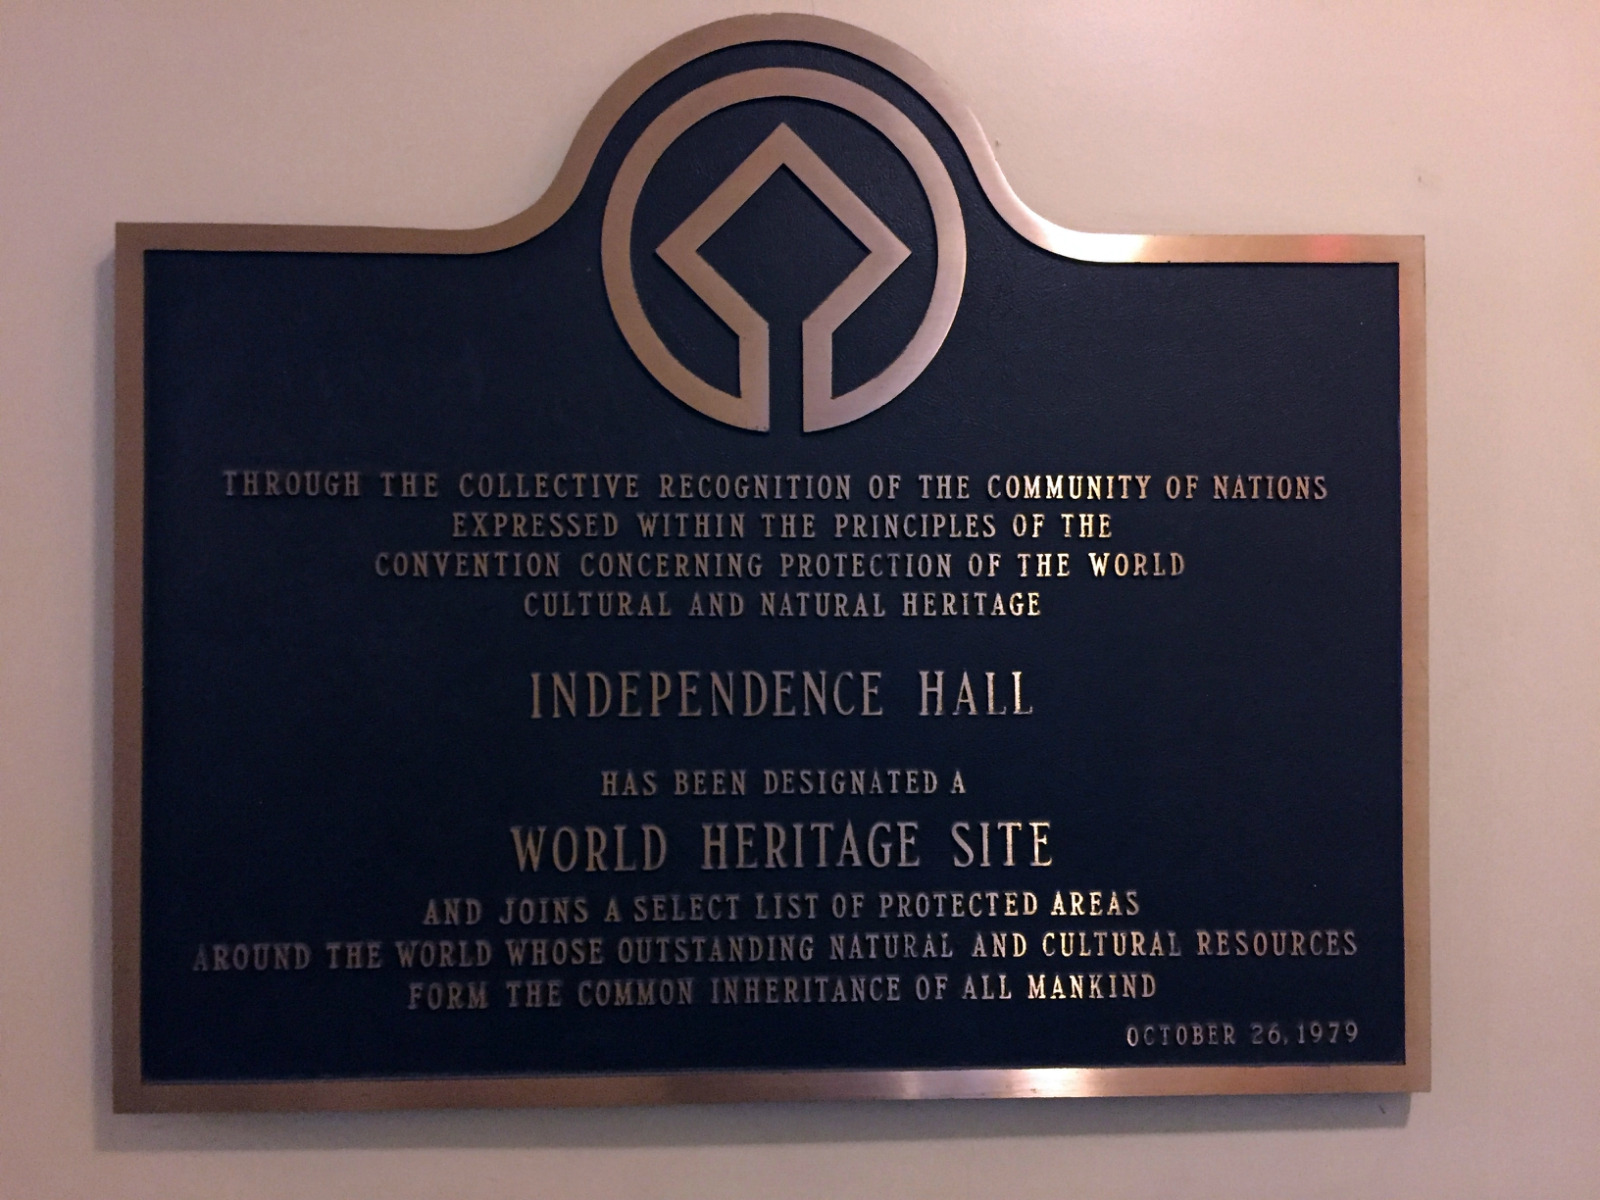 THROUGH THE COLLECTIVE RECOGNITION OF THE COMMUNITY OF NATIONS
EXPRESSED WITHIN THE PRINCIPLES OF THE
CONVENTION CONCERNING PROTECTION OF THE WORLD
CULTURAL AND NATURAL HERITAGE
INDEPENDENCE HALL
HAS BEEN DESIGNATED A
WORLD HERITAGE SITE
AND JOINS A SELECT LIST OF PROTECTED AREAS
AROUND THE WORLD WHOSE OUTSTANDING NATURAL AND CULTURAL RESOURCES
FORM THE COMMON INHERITANCE OF ALL MANKIND
OCTOBER 26, 1979